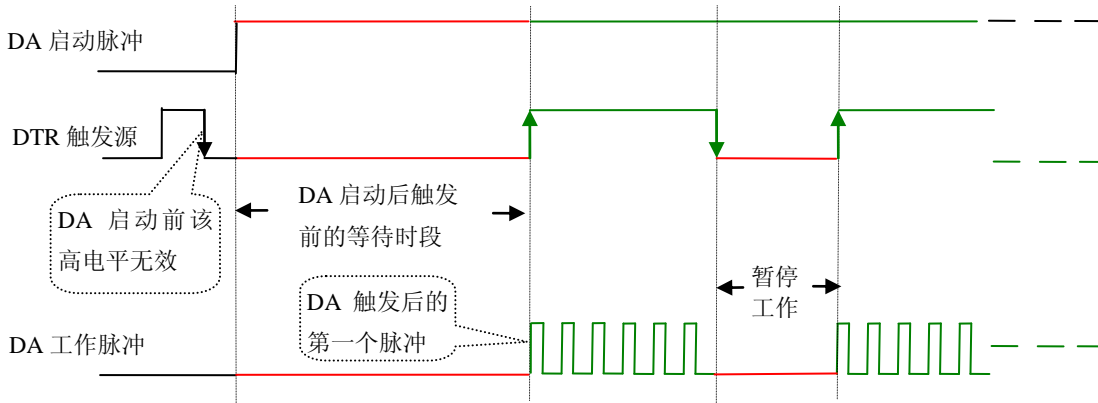 DA 启动脉冲
DTR 触发源
DA 启动前该
高电平无效
DA 启动后触发
前的等待时段
暂停
工作
DA 触发后的
第一个脉冲
DA 工作脉冲